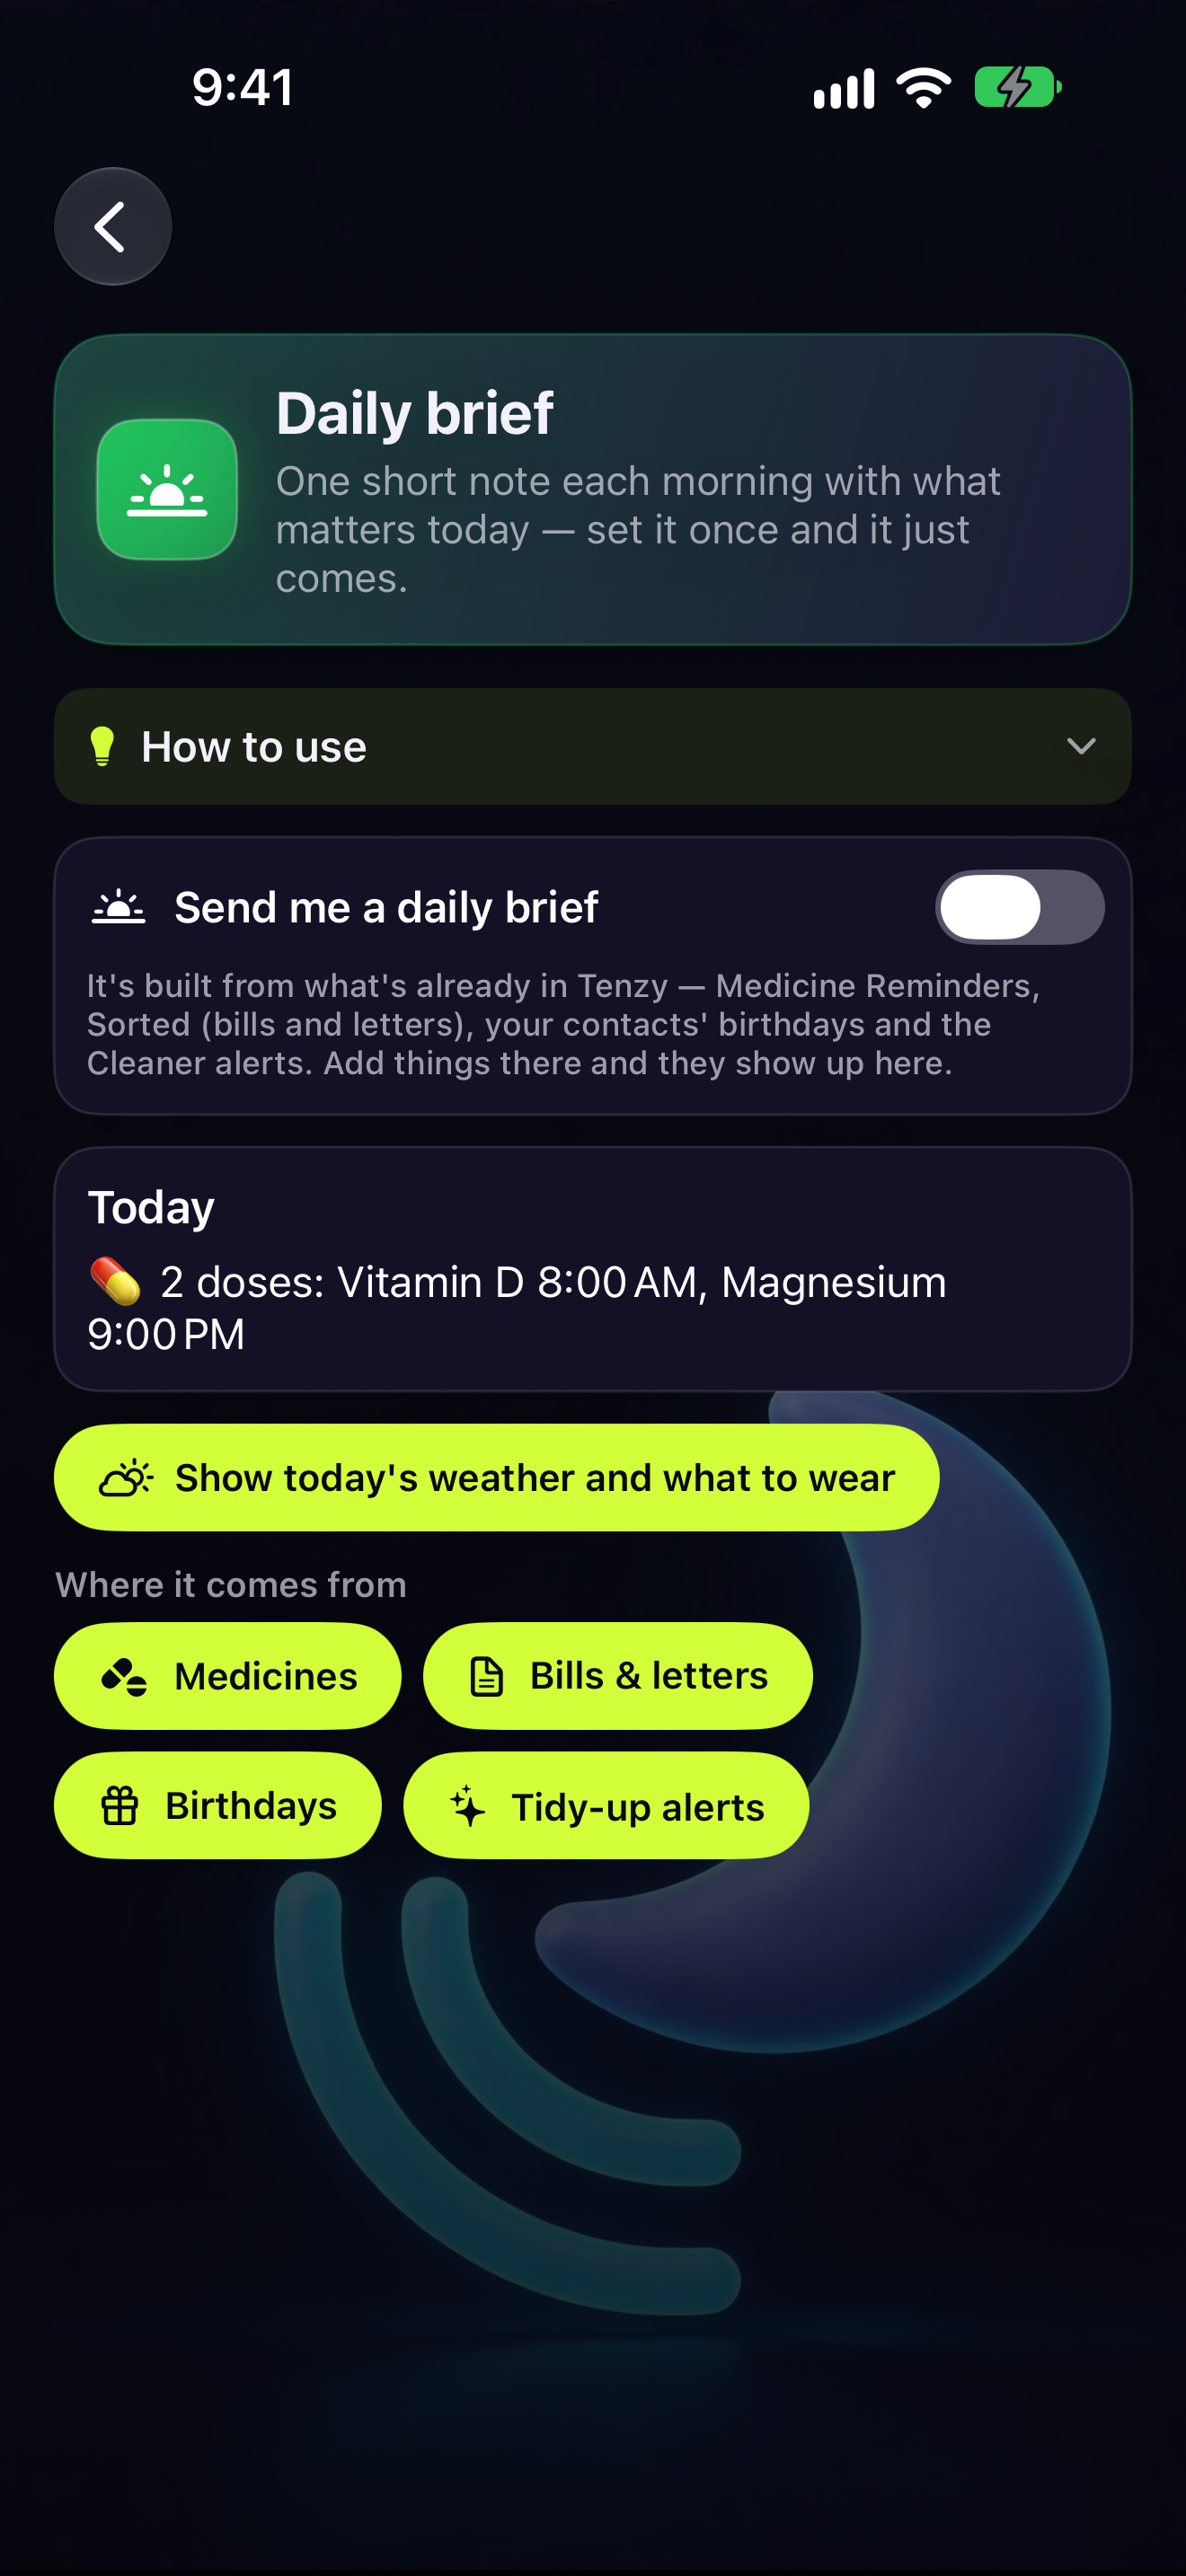 9:41
Daily brief
One short note each morning with what
matters today — set it once and it just
comes.
How to use
Send me a daily brief
It's built from what's already in Tenzy — Medicine Reminders,
Sorted (bills and letters), your contacts' birthdays and the
Cleaner alerts. Add things there and they show up here.
Today
2 doses: Vitamin D 8:00 AM, Magnesium
9:00 PM
Show today's weather and what to wear
Where it comes from
Medicines
Bills & letters
Birthdays
Tidy-up alerts